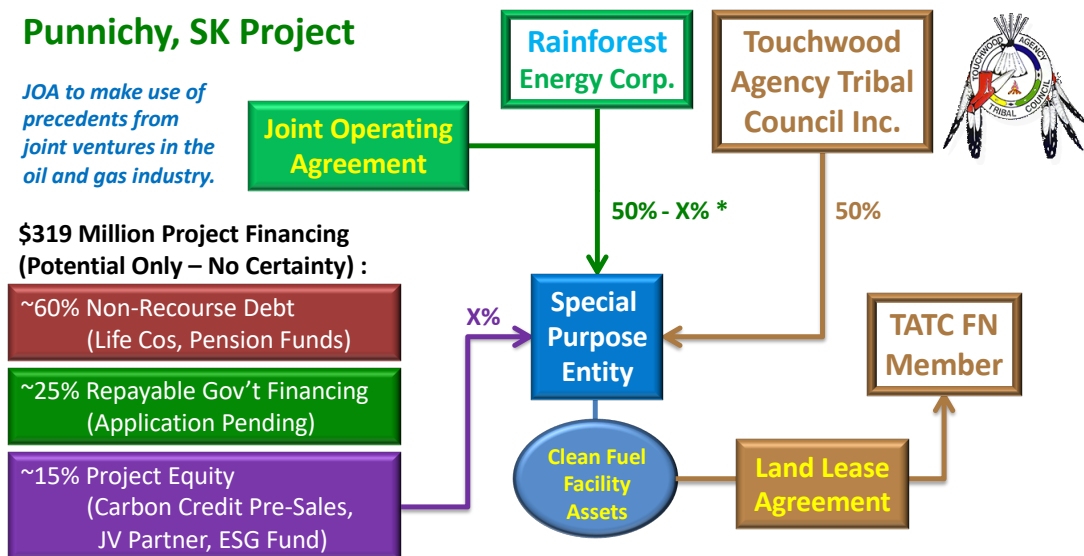 Punnichy, SK Project
JOA to make use of
precedents from
joint ventures in the
oil and gas industry.
Joint Operating
Agreement
Rainforest
Energy Corp.
Touchwood
Agency Tribal
Council Inc.
TOUCHWOOD AGENCY
TRIBAL COUNCIL
50% - X% *
50%
$319 Million Project Financing
(Potential Only – No Certainty) :
~60% Non-Recourse Debt
(Life Cos, Pension Funds)
~25% Repayable Gov’t Financing
(Application Pending)
~15% Project Equity
(Carbon Credit Pre-Sales,
JV Partner, ESG Fund)
X%
Special
Purpose
Entity
Clean Fuel
Facility
Assets
Land Lease
Agreement
TATC FN
Member